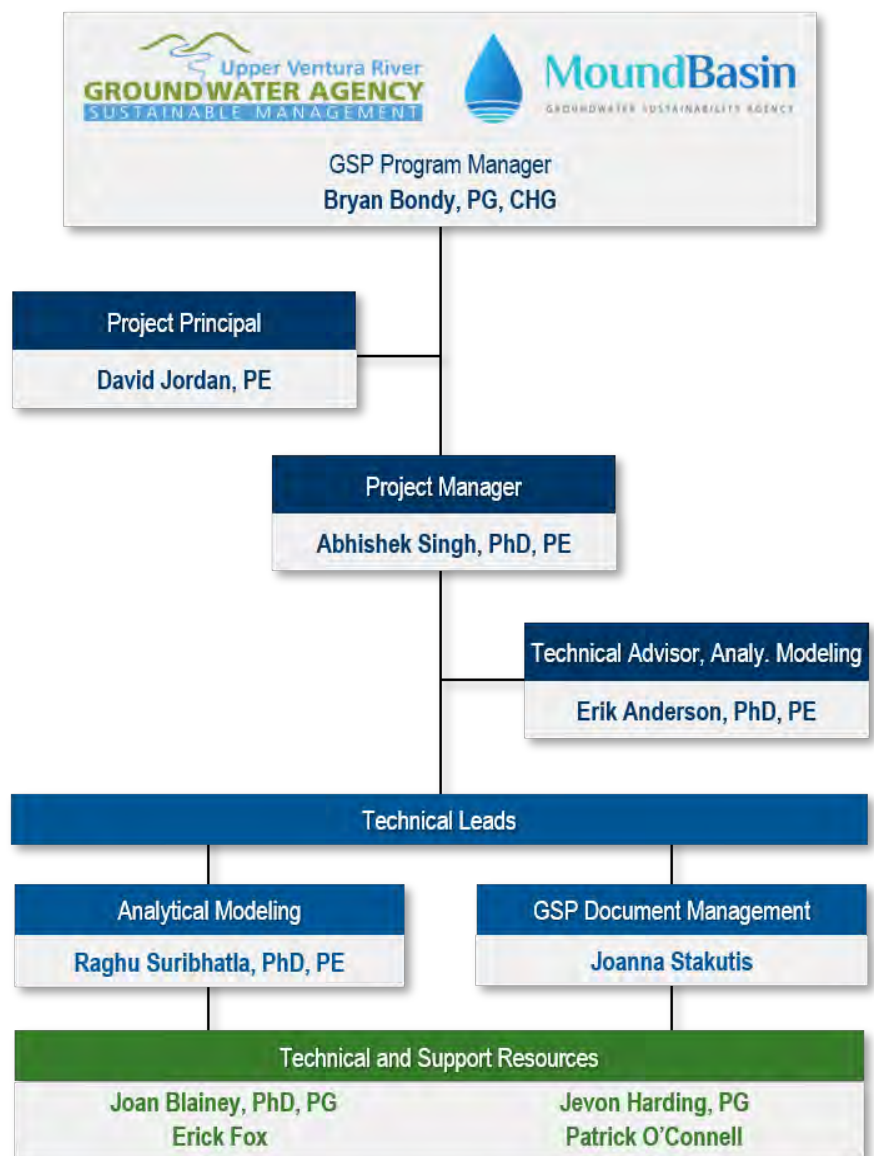 Upper Ventura River
GROUNDWATER AGENCY
SUSTAINABLE MANAGEMENT
MoundBasin
GROUNDWATER SUSTAINABILITY AGENCY
GSP Program Manager
Bryan Bondy, PG, CHG
Project Principal
David Jordan, PE
Project Manager
Abhishek Singh, PhD, PE
Technical Advisor, Analy. Modeling
Erik Anderson, PhD, PE
Technical Leads
Analytical Modeling
Raghu Suribhatla, PhD, PE
GSP Document Management
Joanna Stakutis
Technical and Support Resources
Joan Blainey, PhD, PG
Erick Fox
Jevon Harding, PG
Patrick O’Connell